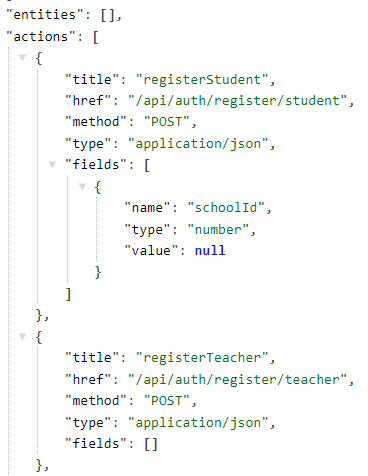 "entities": [],
"actions": [
{
"title": "registerStudent",
"href": "/api/auth/register/student",
"method": "POST",
"type": "application/json",
"fields": [
{
"name": "schoolId",
"type": "number",
"value": null
}
]
},
{
"title": "registerTeacher",
"href": "/api/auth/register/teacher",
"method": "POST",
"type": "application/json",
"fields": []
},